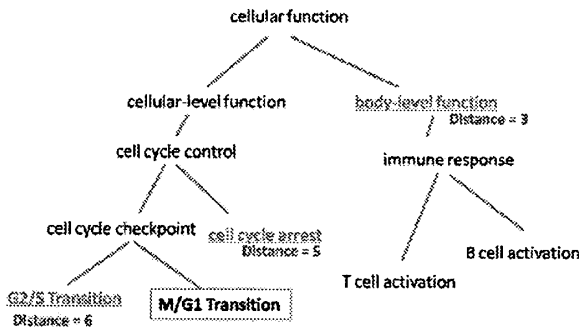 cellular function
cellular-level function
body-level function
Distance = 3
cell cycle control
immune response
cell cycle checkpoint
cell cycle arrest
Distance = 5
B cell activation
T cell activation
G2/S Transition
M/G1 Transition
Distance = 6